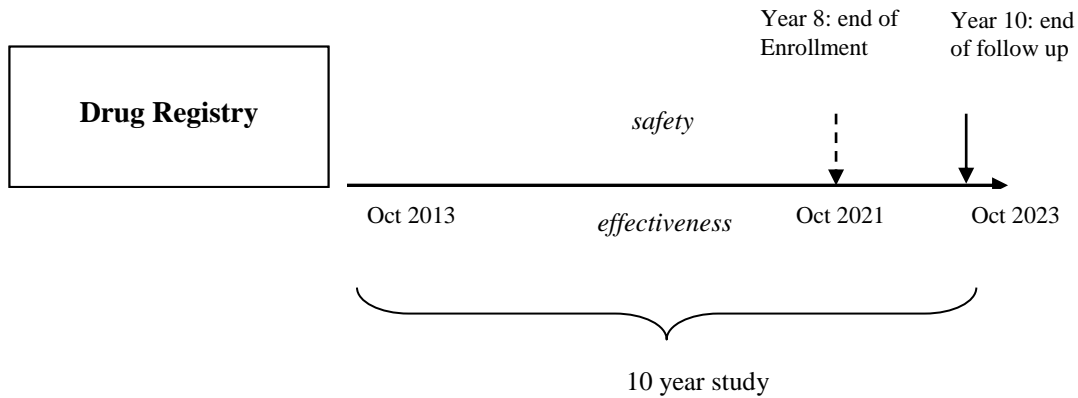 Year 8: end of
Enrollment
Year 10: end
of follow up
Drug Registry
safety
Oct 2013
effectiveness
Oct 2021
Oct 2023
10 year study